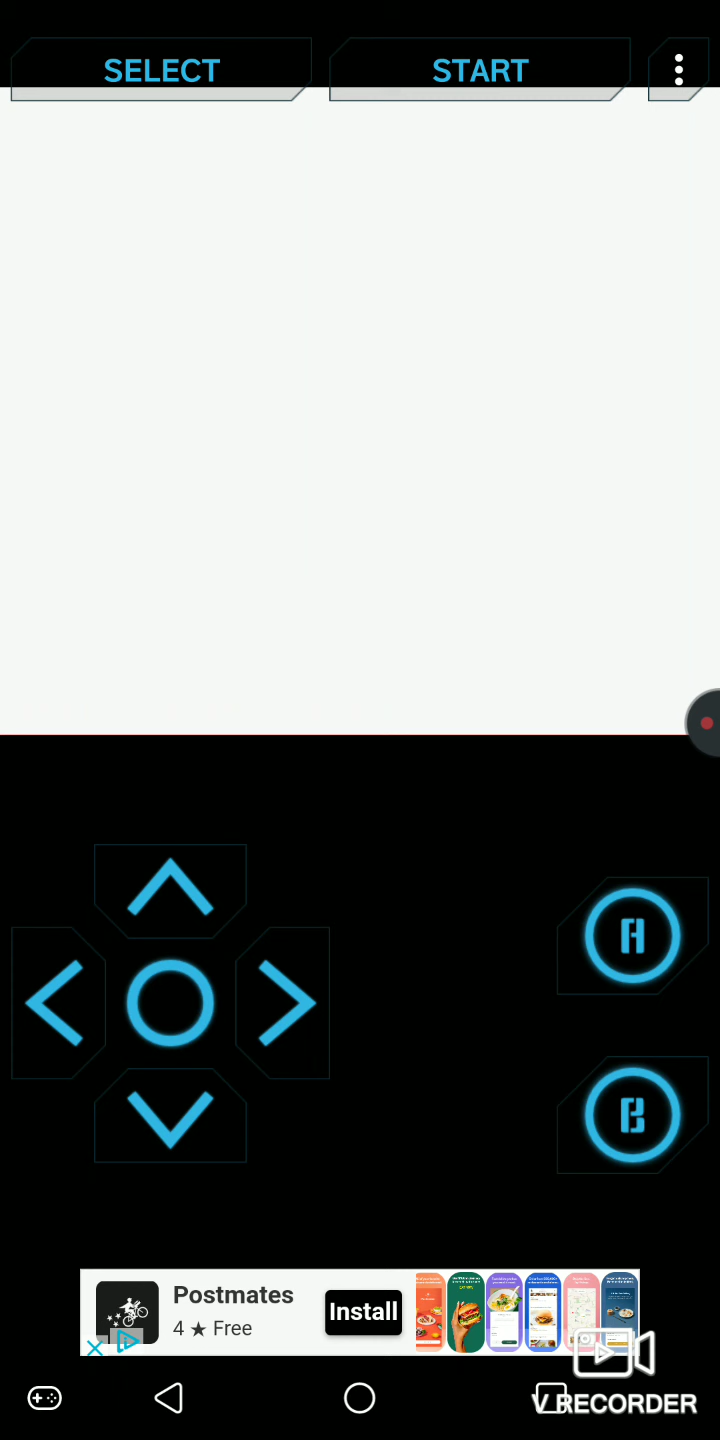 SELECT
START
A
B
Postmates
4 ★ Free
Install
V RECORDER